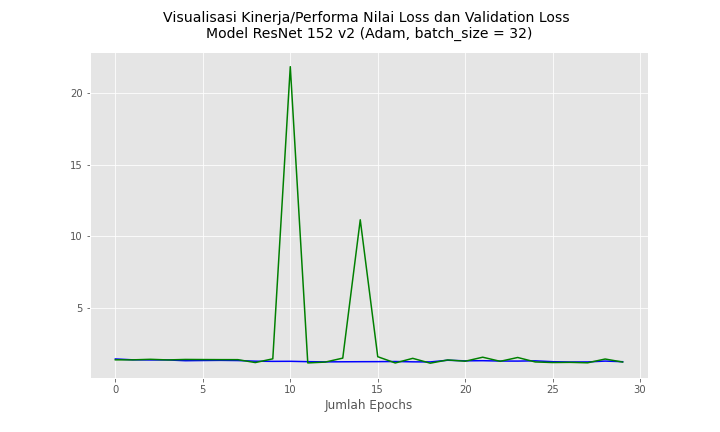 Visualisasi Kinerja/Performa Nilai Loss dan Validation Loss
Model ResNet 152 v2 (Adam, batch_size = 32)
20
15
10
5
0 5 10 15 20 25 30
Jumlah Epochs